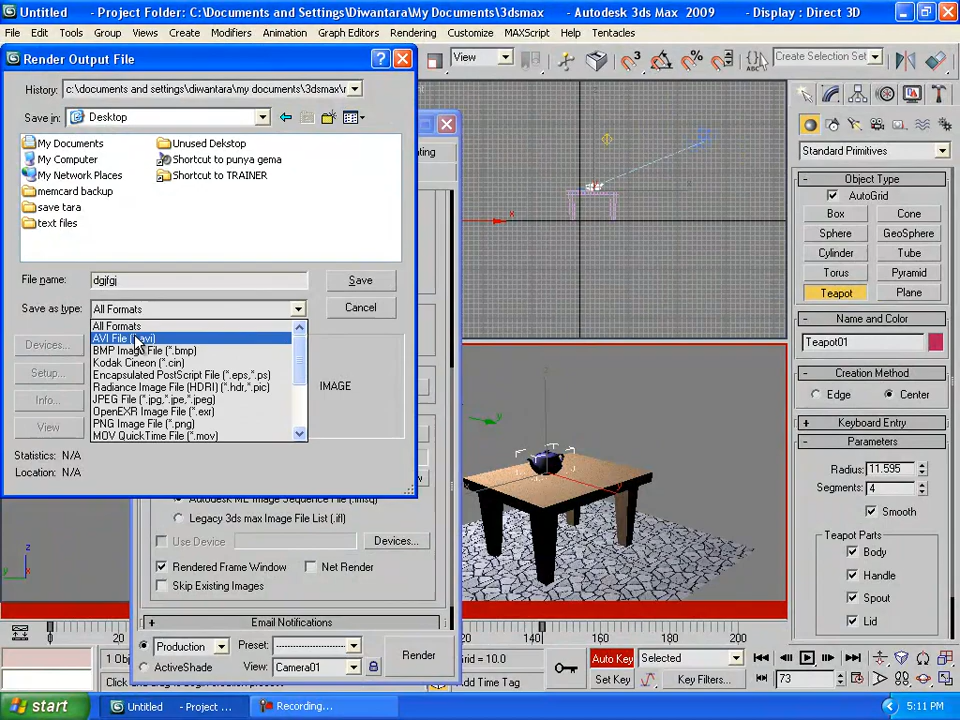 Untitled - Project Folder: C:\Documents and Settings\Diwantara\My Documents\3dsmax - Autodesk 3ds Max 2009 - Display : Direct 3D
File Edit Tools Group Views Create Modifiers Animation Graph Editors Rendering Customize MAXScript Help Tentacles
Render Output File
View
Create Selection Set
History: c:\documents and settings\diwantara\my documents\3dsmax\r
Save in: Desktop
My Documents
My Computer
My Network Places
memcard backup
save tara
text files
Unused Dekstop
Shortcut to punya gema
Shortcut to TRAINER
File name: dgjfgj
Save
Save as type: All Formats
Cancel
All Formats
AVI File (*.avi)
BMP Image File (*.bmp)
Kodak Cineon (*.cin)
Encapsulated PostScript File (*.eps,*.ps)
Radiance Image File (HDRI) (*.hdr,*.pic)
JPEG File (*.jpg,*.jpe,*.jpeg)
OpenEXR Image File (*.exr)
PNG Image File (*.png)
MOV QuickTime File (*.mov)
Devices...
Setup...
Info...
View
IMAGE
Statistics: N/A
Location: N/A
Legacy 3ds max Image File List (.ifl)
Use Device
Devices...
Rendered Frame Window
Net Render
Skip Existing Images
Email Notifications
Production
Preset: --------------------
ActiveShade
View: Camera01
Render
x
y
z
x
Standard Primitives
Object Type
AutoGrid
Box Cone
Sphere GeoSphere
Cylinder Tube
Torus Pyramid
Teapot Plane
Name and Color
Teapot01
Creation Method
Edge Center
Keyboard Entry
Parameters
Radius: 11.595
Segments: 4
Smooth
Teapot Parts
Body
Handle
Spout
Lid
0 20 140 160 180 200
Grid = 10.0
Add Time Tag
Auto Key Selected
Set Key Key Filters...
73
start
Untitled - Project ...
Recording...
5:11 PM